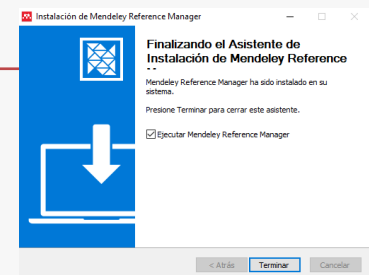 Instalación de Mendeley Reference Manager
Finalizando el Asistente de
Instalación de Mendeley Reference
Mendeley Reference Manager ha sido instalado en su
sistema.
Presione Terminar para cerrar este asistente.
Ejecutar Mendeley Reference Manager
< Atrás Terminar Cancelar